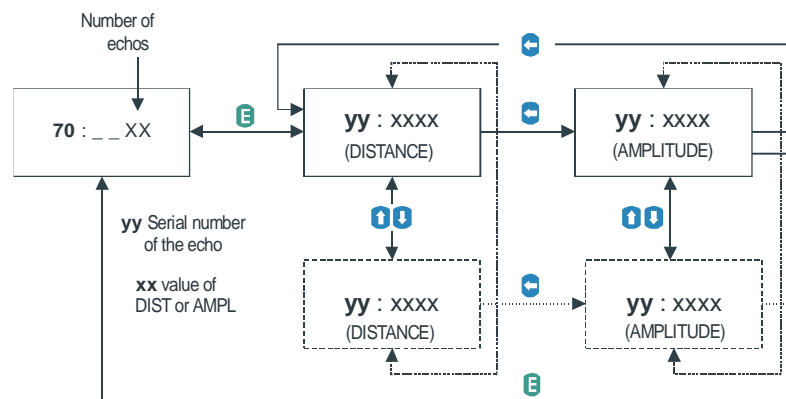 Number of
echos
70 : _ _ XX
E
yy : xxxx
(DISTANCE)
yy : xxxx
(AMPLITUDE)
yy Serial number
of the echo
xx value of
DIST or AMPL
yy : xxxx
(DISTANCE)
yy : xxxx
(AMPLITUDE)
E